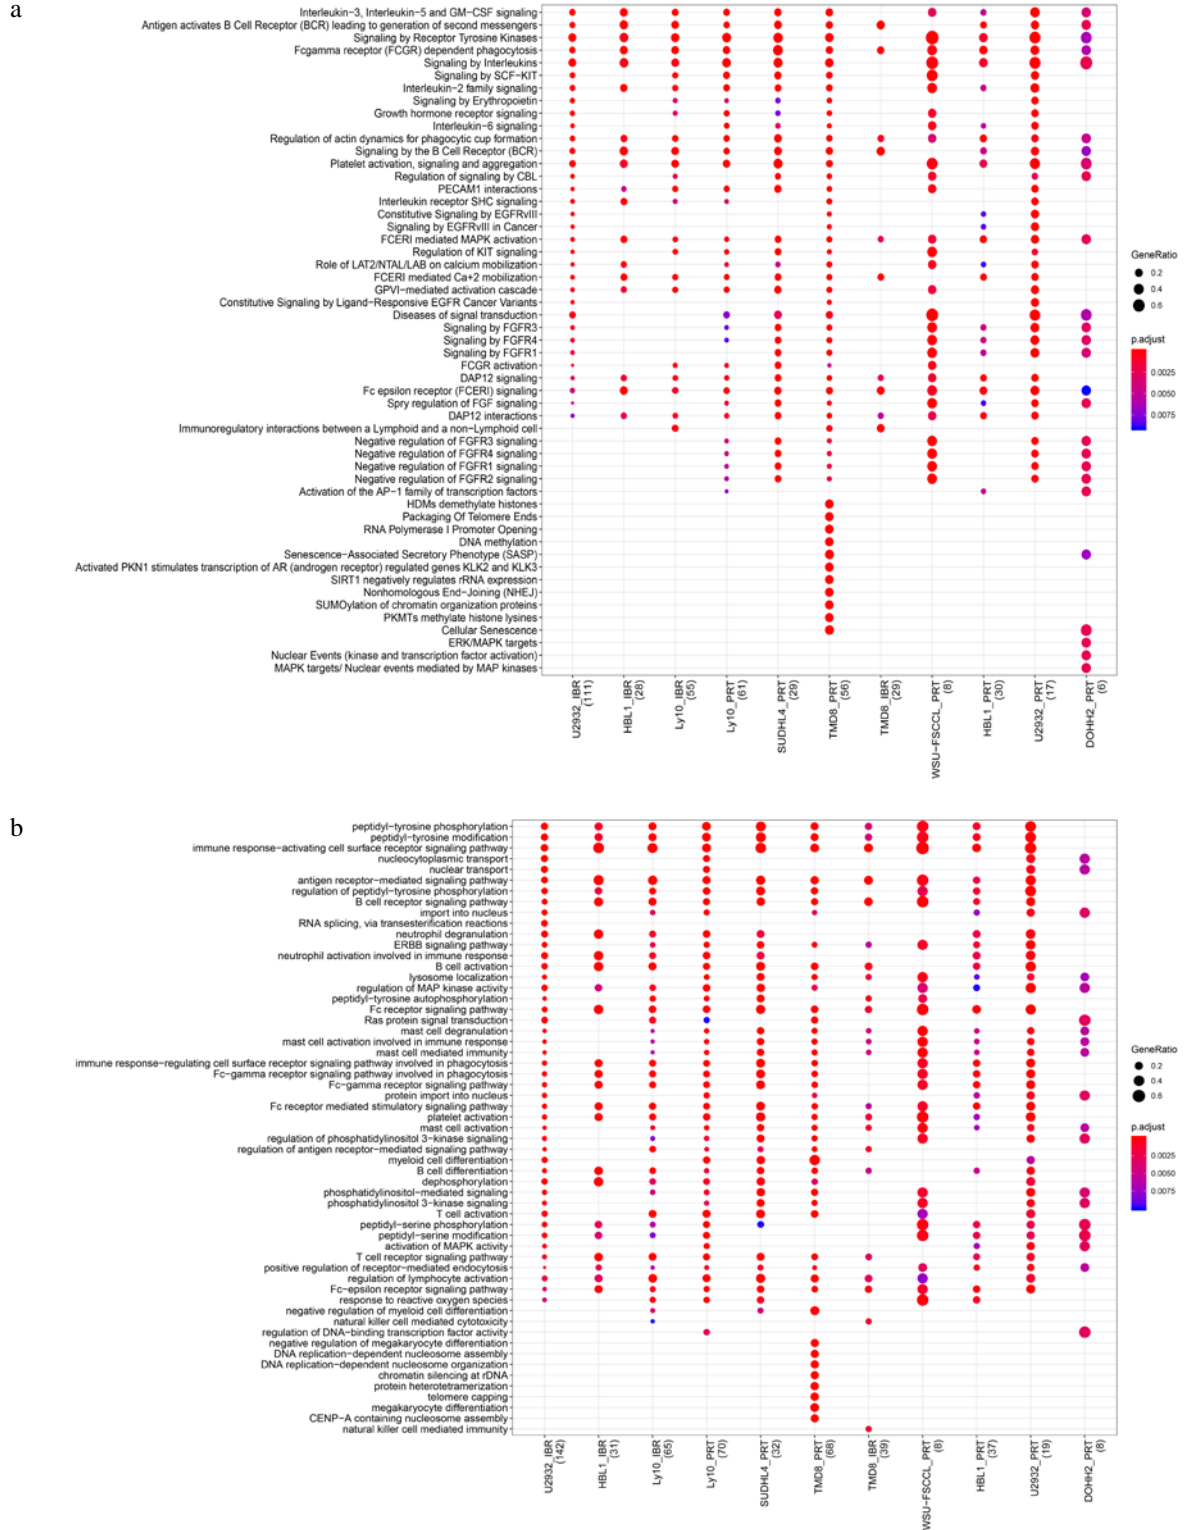 a
Interleukin−3, Interleukin−5 and GM−CSF signaling
Antigen activates B Cell Receptor (BCR) leading to generation of second messengers
Signaling by Receptor Tyrosine Kinases
Fcgamma receptor (FCGR) dependent phagocytosis
Signaling by Interleukins
Signaling by SCF−KIT
Interleukin−2 family signaling
Signaling by Erythropoietin
Growth hormone receptor signaling
Interleukin−6 signaling
Regulation of actin dynamics for phagocytic cup formation
Signaling by the B Cell Receptor (BCR)
Platelet activation, signaling and aggregation
Regulation of signaling by CBL
PECAM1 interactions
Interleukin receptor SHC signaling
Constitutive Signaling by EGFRvIII
Signaling by EGFRvIII in Cancer
FCERI mediated MAPK activation
Regulation of KIT signaling
Role of LAT2/NTAL/LAB on calcium mobilization
FCERI mediated Ca+2 mobilization
GPVI−mediated activation cascade
Constitutive Signaling by Ligand−Responsive EGFR Cancer Variants
Diseases of signal transduction
Signaling by FGFR3
Signaling by FGFR4
Signaling by FGFR1
FCGR activation
DAP12 signaling
Fc epsilon receptor (FCERI) signaling
Spry regulation of FGF signaling
DAP12 interactions
Immunoregulatory interactions between a Lymphoid and a non−Lymphoid cell
Negative regulation of FGFR3 signaling
Negative regulation of FGFR4 signaling
Negative regulation of FGFR1 signaling
Negative regulation of FGFR2 signaling
Activation of the AP−1 family of transcription factors
HDMs demethylate histones
Packaging Of Telomere Ends
RNA Polymerase I Promoter Opening
DNA methylation
Senescence−Associated Secretory Phenotype (SASP)
Activated PKN1 stimulates transcription of AR (androgen receptor) regulated genes KLK2 and KLK3
SIRT1 negatively regulates rRNA expression
Nonhomologous End−Joining (NHEJ)
SUMOylation of chromatin organization proteins
PKMTs methylate histone lysines
Cellular Senescence
ERK/MAPK targets
Nuclear Events (kinase and transcription factor activation)
MAPK targets/ Nuclear events mediated by MAP kinases
U2932_IBR
(111)
HBL1_IBR
(28)
Ly10_IBR
(55)
Ly10_PRT
(61)
SUDHL4_PRT
(29)
TMD8_PRT
(56)
TMD8_IBR
(29)
WSU−FSCCL_PRT
(8)
HBL1_PRT
(30)
U2932_PRT
(17)
DOHH2_PRT
(6)
GeneRatio
0.2
0.4
0.6
p.adjust
0.0025
0.0050
0.0075
b
peptidyl−tyrosine phosphorylation
peptidyl−tyrosine modification
immune response−activating cell surface receptor signaling pathway
nucleocytoplasmic transport
nuclear transport
antigen receptor−mediated signaling pathway
regulation of peptidyl−tyrosine phosphorylation
B cell receptor signaling pathway
import into nucleus
RNA splicing, via transesterification reactions
neutrophil degranulation
ERBB signaling pathway
neutrophil activation involved in immune response
B cell activation
lysosome localization
regulation of MAP kinase activity
peptidyl−tyrosine autophosphorylation
Fc receptor signaling pathway
Ras protein signal transduction
mast cell degranulation
mast cell activation involved in immune response
mast cell mediated immunity
immune response−regulating cell surface receptor signaling pathway involved in phagocytosis
Fc−gamma receptor signaling pathway involved in phagocytosis
Fc−gamma receptor signaling pathway
protein import into nucleus
Fc receptor mediated stimulatory signaling pathway
platelet activation
mast cell activation
regulation of phosphatidylinositol 3−kinase signaling
regulation of antigen receptor−mediated signaling pathway
myeloid cell differentiation
B cell differentiation
dephosphorylation
phosphatidylinositol−mediated signaling
phosphatidylinositol 3−kinase signaling
T cell activation
peptidyl−serine phosphorylation
peptidyl−serine modification
activation of MAPK activity
T cell receptor signaling pathway
positive regulation of receptor−mediated endocytosis
regulation of lymphocyte activation
Fc−epsilon receptor signaling pathway
response to reactive oxygen species
negative regulation of myeloid cell differentiation
natural killer cell mediated cytotoxicity
regulation of DNA−binding transcription factor activity
negative regulation of megakaryocyte differentiation
DNA replication−dependent nucleosome assembly
DNA replication−dependent nucleosome organization
chromatin silencing at rDNA
protein heterotetramerization
telomere capping
megakaryocyte differentiation
CENP−A containing nucleosome assembly
natural killer cell mediated immunity
U2932_IBR
(142)
HBL1_IBR
(31)
Ly10_IBR
(65)
Ly10_PRT
(70)
SUDHL4_PRT
(32)
TMD8_PRT
(68)
TMD8_IBR
(39)
WSU−FSCCL_PRT
(8)
HBL1_PRT
(37)
U2932_PRT
(19)
DOHH2_PRT
(8)
GeneRatio
0.2
0.4
0.6
p.adjust
0.0025
0.0050
0.0075